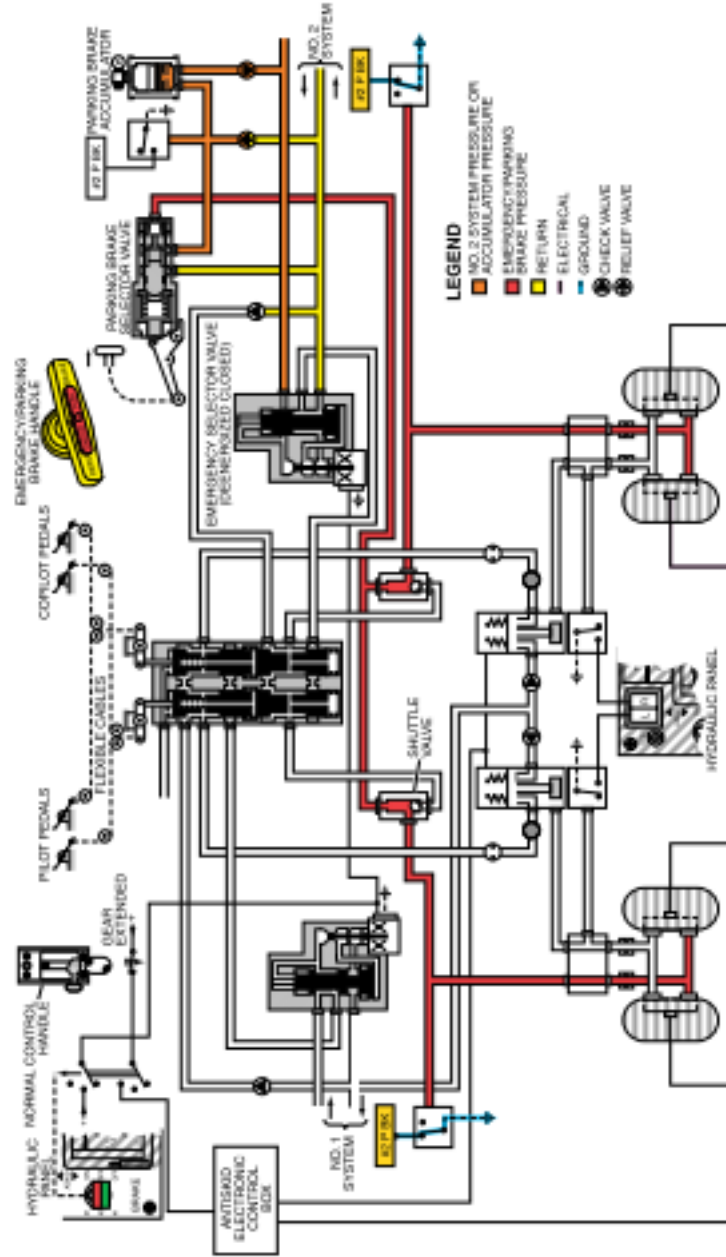 PARKING BRAKE
ACCUMULATOR
#2 P BK
NO. 2
SYSTEM
#2 P BK
PARKING BRAKE
SELECTOR VALVE
EMERGENCY/PARKING
BRAKE HANDLE
EMERGENCY SELECTOR VALVE
(DEENERGIZED CLOSED)
LEGEND
NO. 2 SYSTEM PRESSURE OR
ACCUMULATOR PRESSURE
EMERGENCY/PARKING
BRAKE PRESSURE
RETURN
ELECTRICAL
GROUND
CHECK VALVE
RELIEF VALVE
COPILOT PEDALS
FLEXIBLE CABLES
PILOT PEDALS
SHUTTLE
VALVE
HYDRAULIC PANEL
GEAR
EXTENDED
NORMAL CONTROL
HANDLE
HYDRAULIC
PANEL
BRAKE
ANTISKID
ELECTRONIC
CONTROL
BOX
NO. 1
SYSTEM
#2 P BK